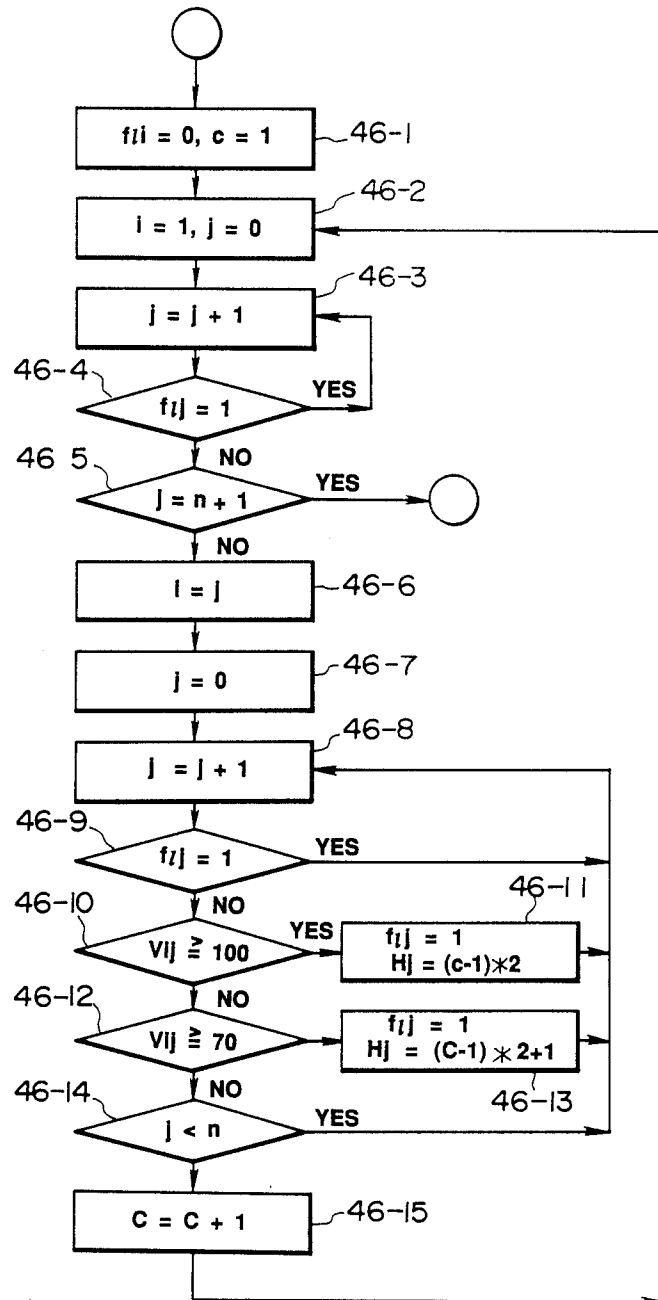 fli = 0, c = 1
46-1
46-2
i = 1, j = 0
46-3
j = j + 1
46-4
flj = 1
YES
NO
46 5
j = n + 1
YES
NO
i = j
46-6
j = 0
46-7
46-8
j = j + 1
46-9
flj = 1
YES
NO
46-10
Vij ≧ 100
YES
46-11
flj = 1
Hj = (c-1)*2
NO
46-12
Vij ≧ 70
flj = 1
Hj = (C-1) * 2+1
46-13
NO
46-14
j < n
YES
C = C + 1
46-15